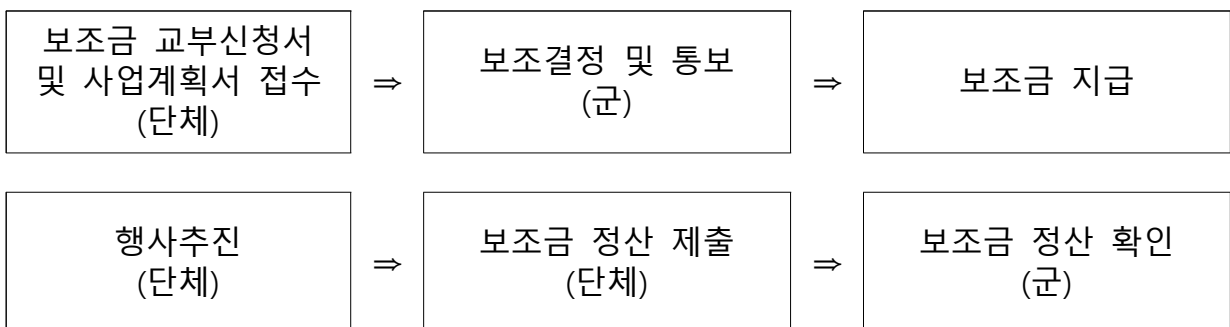 보조금 교부신청서
및 사업계획서 접수
(단체)
⇒
보조결정 및 통보
(군)
⇒
보조금 지급
행사추진
(단체)
⇒
보조금 정산 제출
(단체)
⇒
보조금 정산 확인
(군)